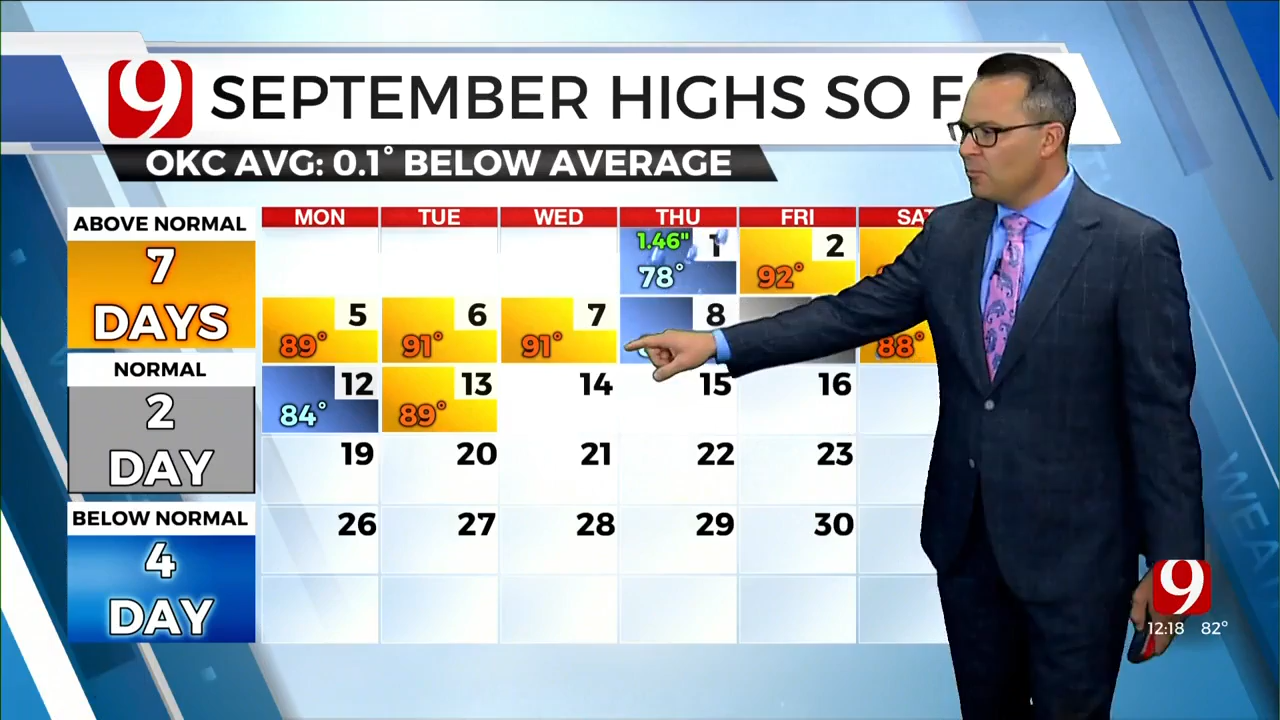 9 SEPTEMBER HIGHS SO F
OKC AVG: 0.1° BELOW AVERAGE
ABOVE NORMAL
7
DAYS
NORMAL
2
DAY
BELOW NORMAL
4
DAY
MON TUE WED THU FRI SAT
1.46" 1 2
78° 92°
5 6 7 8
89° 91° 91° 88°
12 13 14 15 16
84° 89°
19 20 21 22 23
26 27 28 29 30
9
12:18 82°